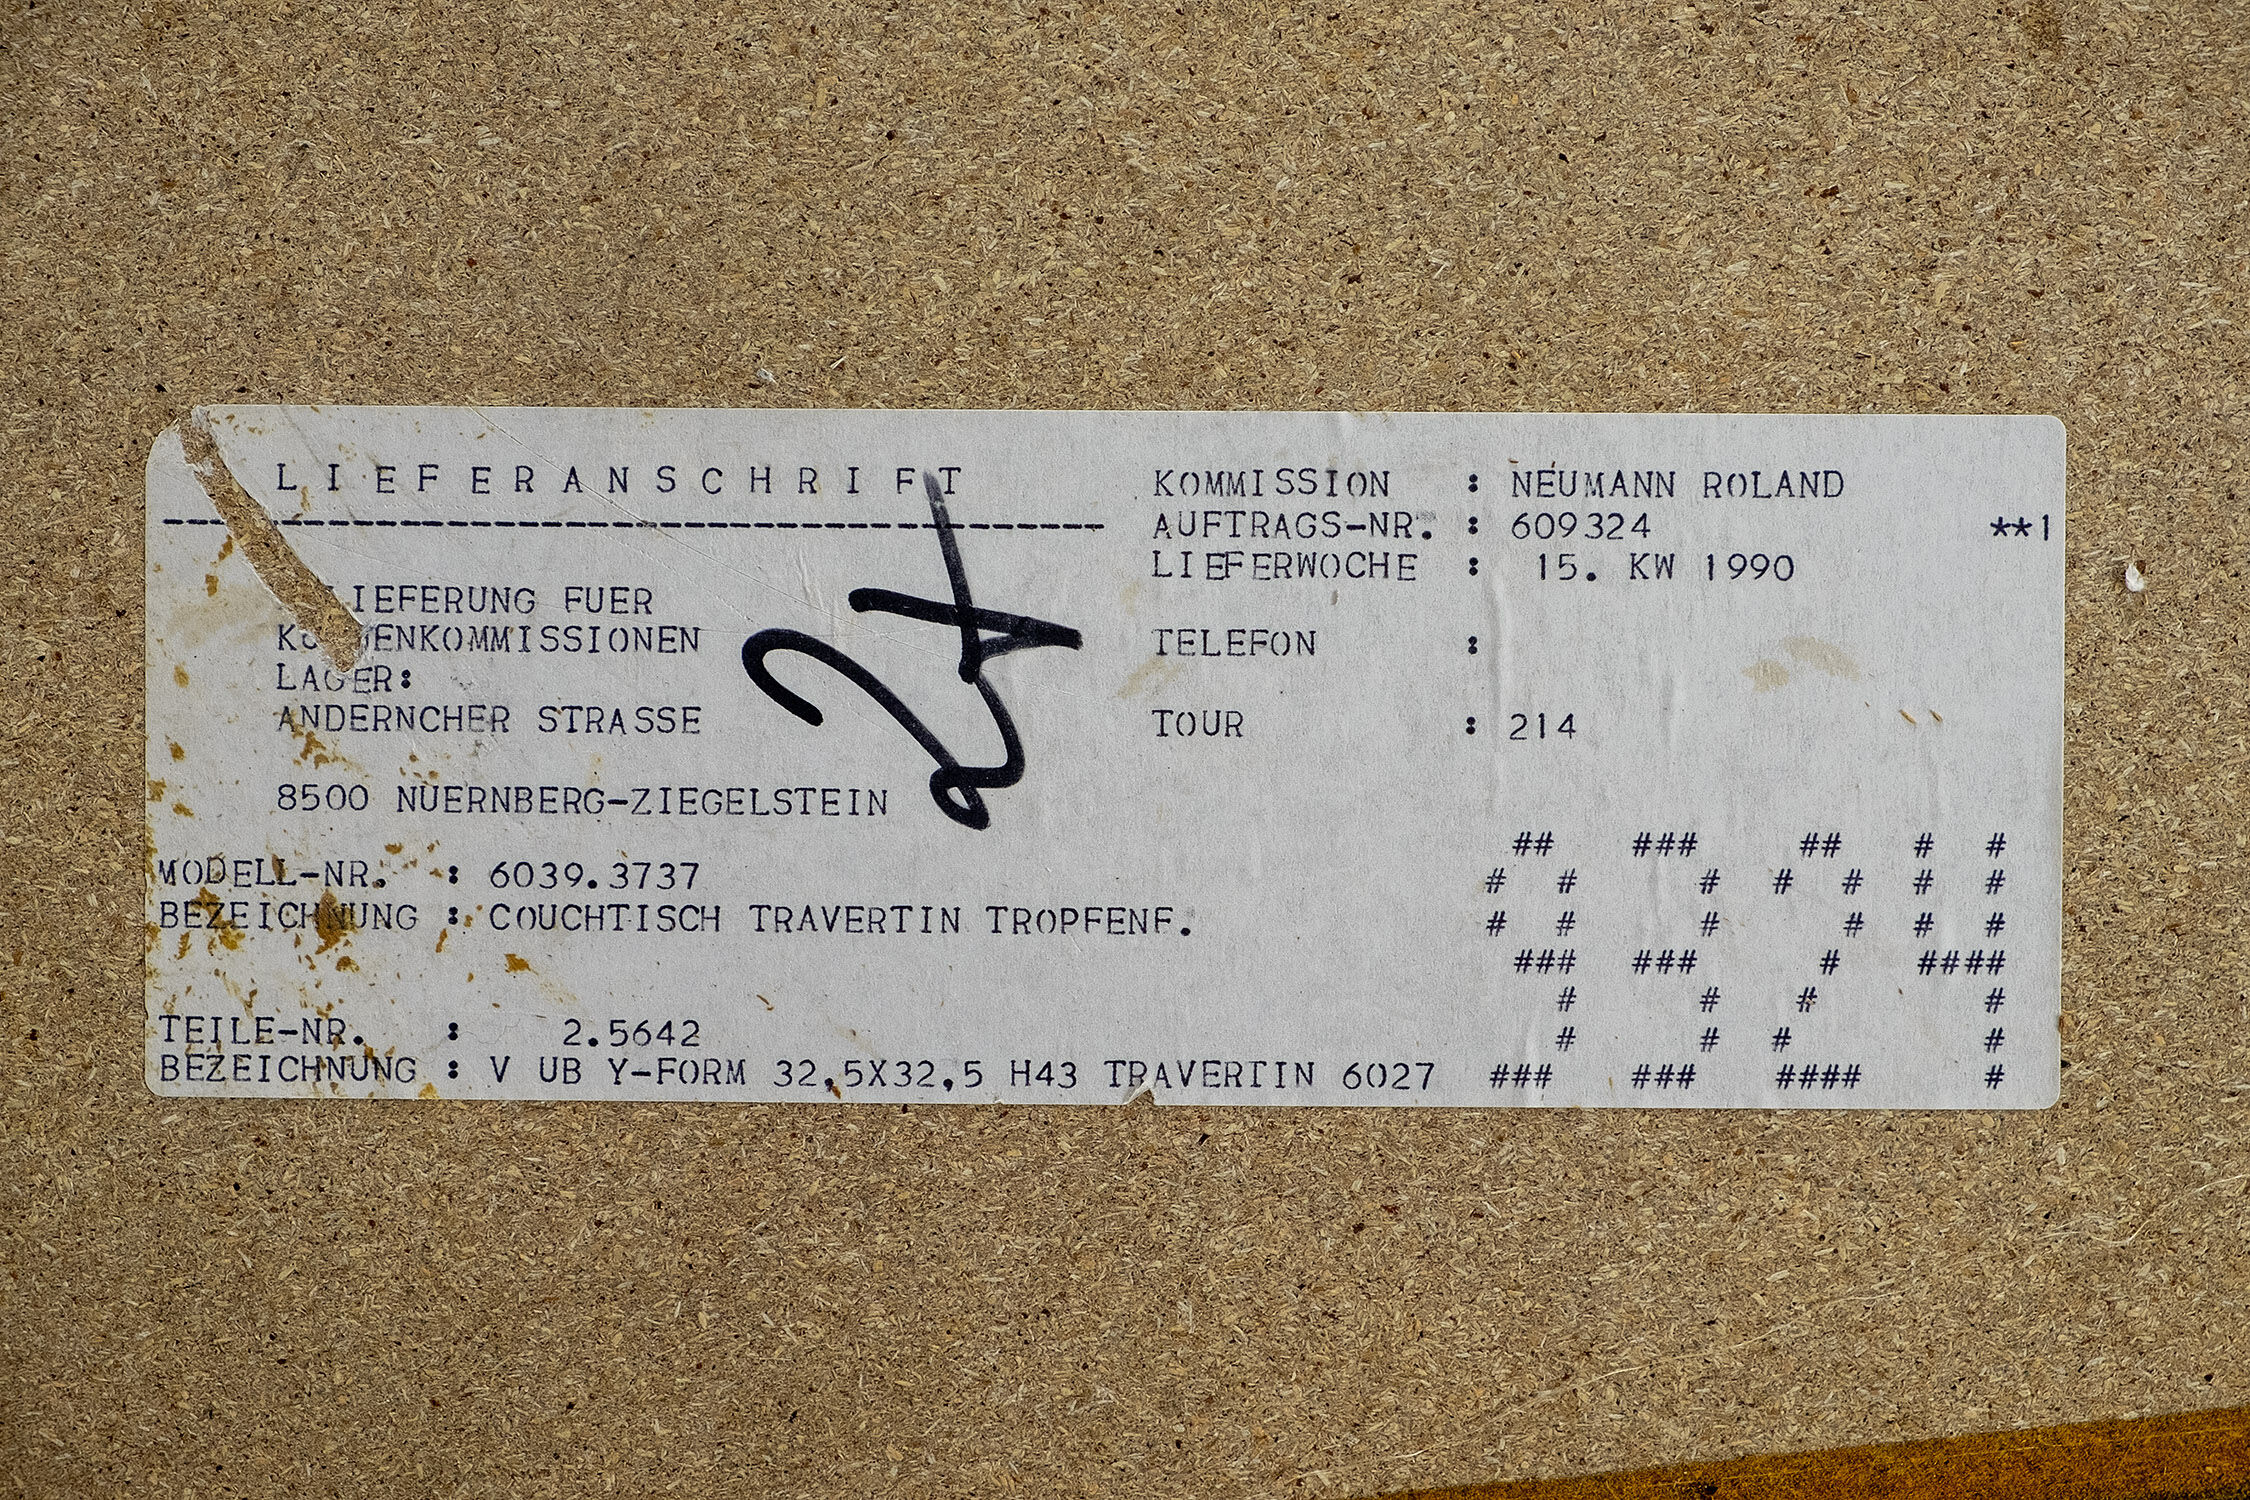 LIEFERANSCHRIFT
-----------------------------------------
IEFERUNG FUER
KUNDENKOMMISSIONEN
LAGER:
ANDERNCHER STRASSE
8500 NUERNBERG-ZIEGELSTEIN
KOMMISSION : NEUMANN ROLAND
AUFTRAGS-NR. : 609324 **1
LIEFERWOCHE : 15. KW 1990
TELEFON :
TOUR : 214
MODELL-NR. : 6039.3737
BEZEICHNUNG : COUCHTISCH TRAVERTIN TROPFENF.
TEILE-NR. : 2.5642
BEZEICHNUNG : V UB Y-FORM 32,5X32,5 H43 TRAVERTIN 6027
9324